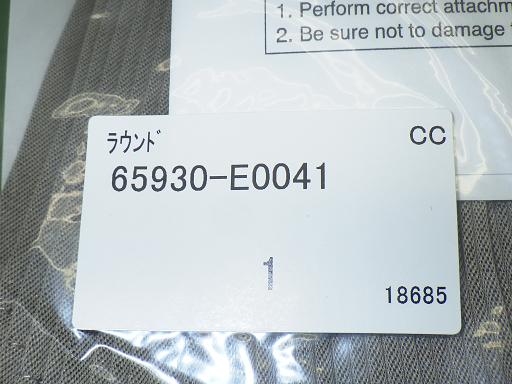 1. Perform correct attachm
2. Be sure not to damage
ﾗｳﾝﾄﾞ
CC
65930-E0041
1
18685